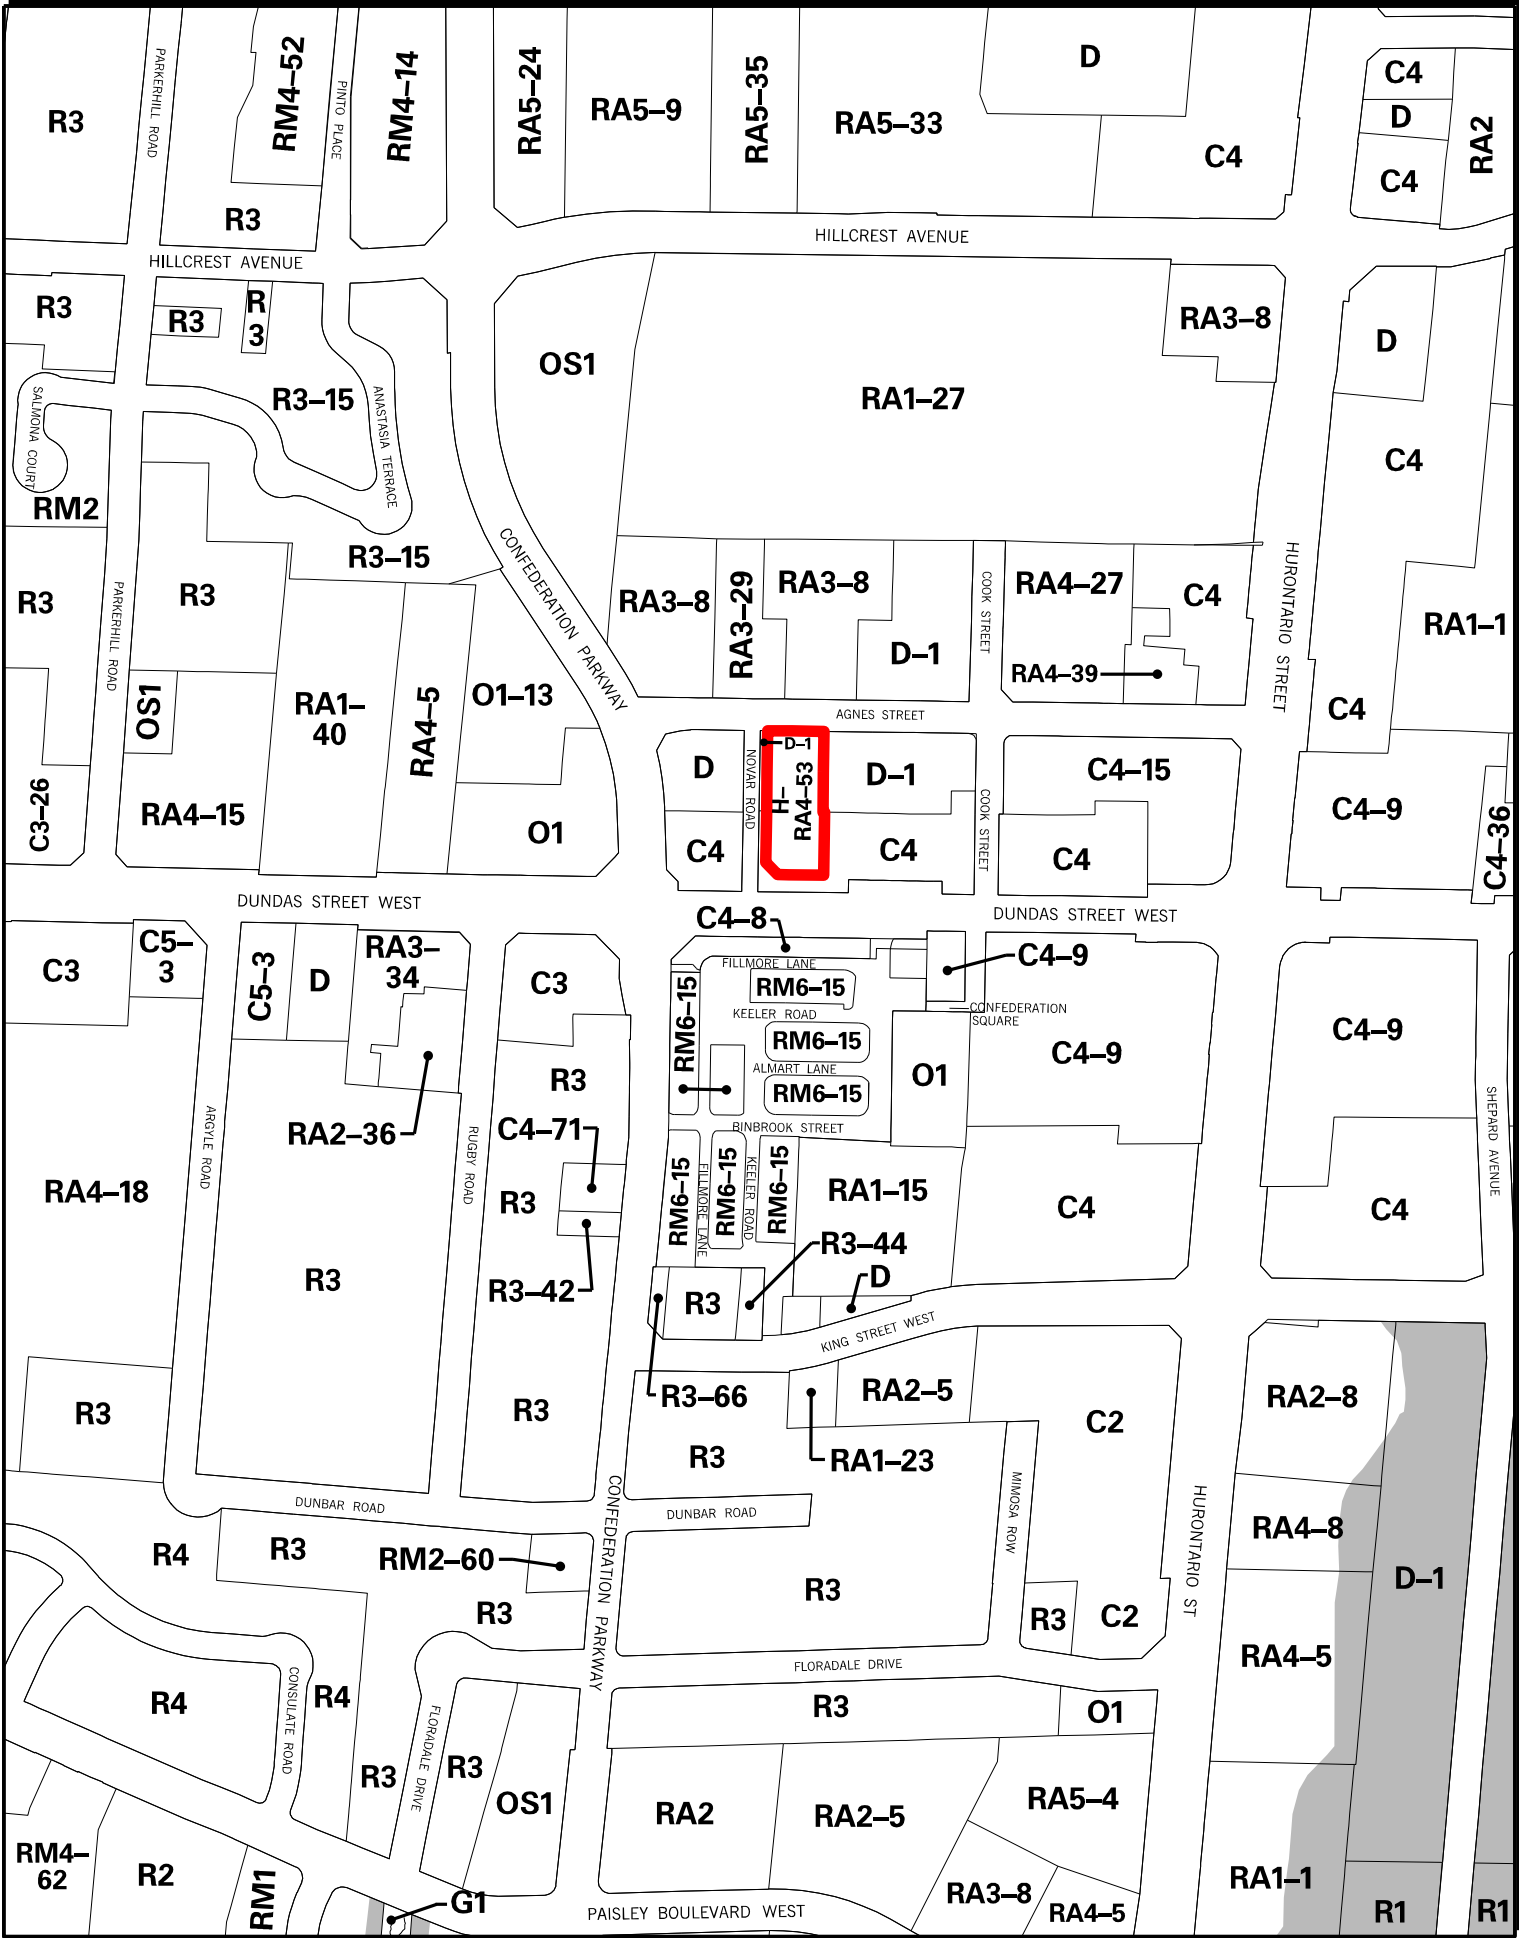 R3
PARKERHILL ROAD
RM4–52
PINTO PLACE
RM4–14
RA5–24
RA5–9
RA5–35
RA5–33
D
C4
C4
D
C4
RA2
R3
HILLCREST AVENUE
HILLCREST AVENUE
R3
R3
R
3
R3–15
ANASTASIA TERRACE
SALMONA COURT
RM2
OS1
RA1–27
RA3–8
D
C4
R3–15
CONFEDERATION PARKWAY
R3
PARKERHILL ROAD
R3
RA3–8
RA3–29
RA3–8
D–1
COOK STREET
RA4–27
C4
RA4–39
HURONTARIO STREET
RA1–1
C4
OS1
RA1–
40
RA4–5
O1–13
AGNES STREET
C3–26
RA4–15
O1
D
NOVAR ROAD
D–1
H–
RA4–53
D–1
COOK STREET
C4–15
C4–9
C4–36
C4
C4
C4
DUNDAS STREET WEST
DUNDAS STREET WEST
C4–8
C3
C5–
3
C5–3
D
RA3–
34
C3
FILLMORE LANE
RM6–15
RM6–15
KEELER ROAD
RM6–15
ALMART LANE
RM6–15
BINBROOK STREET
C4–9
CONFEDERATION
SQUARE
O1
C4–9
C4–9
RA2–36
R3
C4–71
ARGYLE ROAD
RUGBY ROAD
RA4–18
R3
R3
R3–42
RM6–15
FILLMORE LANE
RM6–15
KEELER ROAD
RM6–15
RA1–15
C4
C4
SHEPARD AVENUE
R3–44
D
R3
KING STREET WEST
R3–66
R3
R3
RA2–5
C2
RA2–8
R3
RA1–23
DUNBAR ROAD
DUNBAR ROAD
CONFEDERATION PARKWAY
MIMOSA ROW
HURONTARIO ST
RA4–8
R4
R3
RM2–60
R3
R3
R3
C2
D–1
RA4–5
FLORADALE DRIVE
R4
CONSULATE ROAD
R4
R3
FLORADALE DRIVE
R3
OS1
R3
O1
RA2
RA2–5
RA5–4
RM4–
62
R2
RM1
G1
PAISLEY BOULEVARD WEST
RA3–8
RA4–5
RA1–1
R1
R1